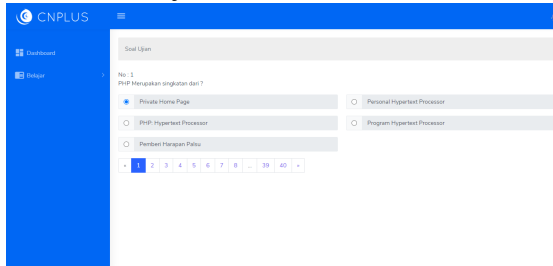 CNPLUS
Dashboard
Belajar
Soal Ujian
No : 1
PHP Merupakan singkatan dari ?
Private Home Page
Personal Hypertext Processor
PHP: Hypertext Processor
Program Hypertext Processor
Pemberi Harapan Palsu
« 1 2 3 4 5 6 7 8 ... 39 40 »